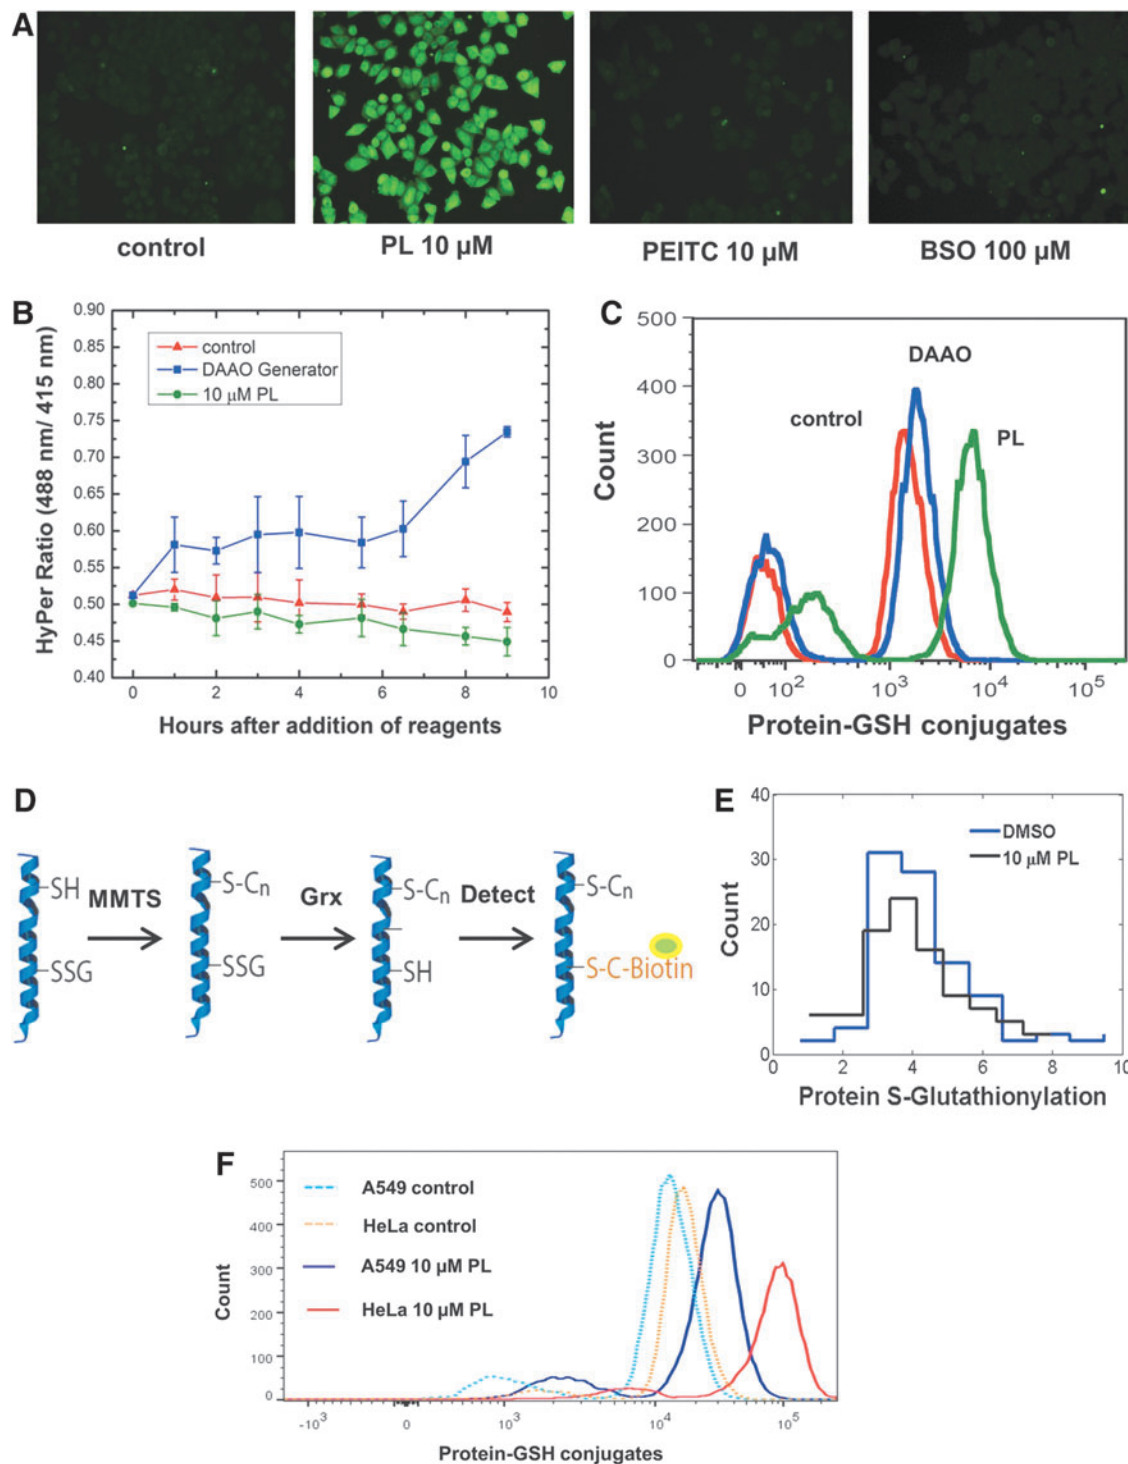 A
control
PL 10 µM
PEITC 10 µM
BSO 100 µM
B
HyPer Ratio (488 nm/ 415 nm)
0.90
0.85
0.80
0.75
0.70
0.65
0.60
0.55
0.50
0.45
0.40
control
DAAO Generator
10 µM PL
0 2 4 6 8 10
Hours after addition of reagents
C
Count
500
400
300
200
100
0
control
DAAO
PL
0 10² 10³ 10⁴ 10⁵
Protein-GSH conjugates
D
SH
SSG
MMTS
S-Cn
SSG
Grx
S-Cn
SH
Detect
S-Cn
S-C-Biotin
E
Count
40
30
20
10
0
DMSO
10 µM PL
0 2 4 6 8 10
Protein S-Glutathionylation
F
Count
500
400
300
200
100
0
A549 control
HeLa control
A549 10 µM PL
HeLa 10 µM PL
-10³ 0 10³ 10⁴ 10⁵
Protein-GSH conjugates